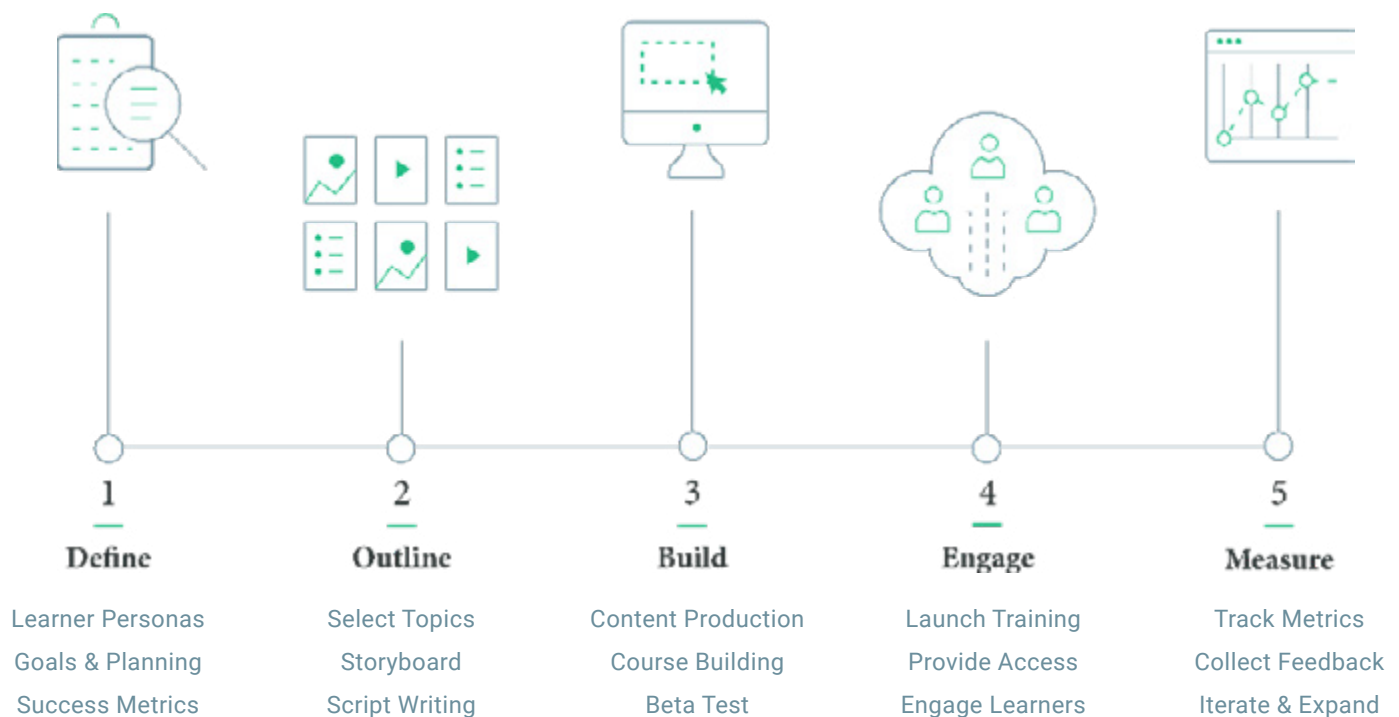 1
Define
Learner Personas
Goals & Planning
Success Metrics
2
Outline
Select Topics
Storyboard
Script Writing
3
Build
Content Production
Course Building
Beta Test
4
Engage
Launch Training
Provide Access
Engage Learners
5
Measure
Track Metrics
Collect Feedback
Iterate & Expand